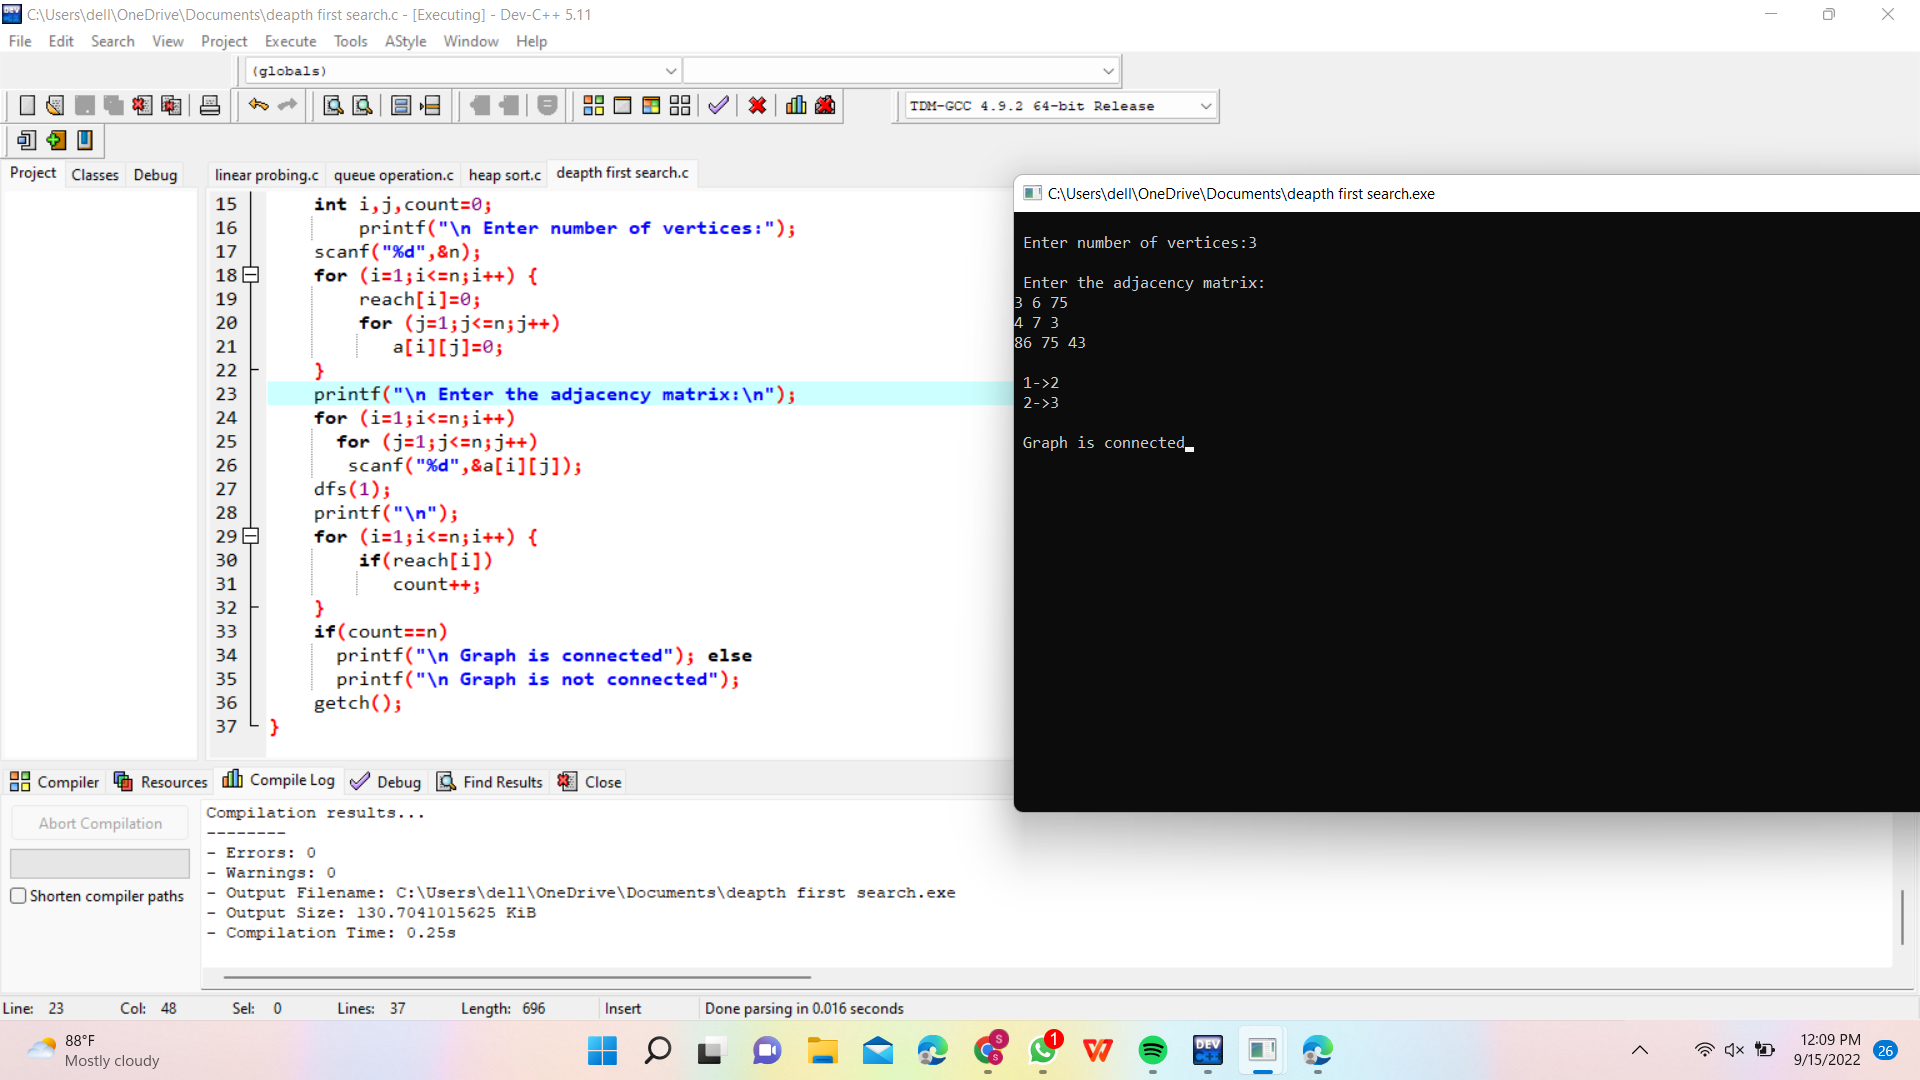 C:\Users\dell\OneDrive\Documents\deapth first search.c - [Executing] - Dev-C++ 5.11
File Edit Search View Project Execute Tools AStyle Window Help
(globals)
TDM-GCC 4.9.2 64-bit Release
Project Classes Debug
linear probing.c queue operation.c heap sort.c deapth first search.c
15 int i,j,count=0;
16 printf("\n Enter number of vertices:");
17 scanf("%d",&n);
18 for (i=1;i<=n;i++) {
19 reach[i]=0;
20 for (j=1;j<=n;j++)
21 a[i][j]=0;
22 }
23 printf("\n Enter the adjacency matrix:\n");
24 for (i=1;i<=n;i++)
25 for (j=1;j<=n;j++)
26 scanf("%d",&a[i][j]);
27 dfs(1);
28 printf("\n");
29 for (i=1;i<=n;i++) {
30 if(reach[i])
31 count++;
32 }
33 if(count==n)
34 printf("\n Graph is connected"); else
35 printf("\n Graph is not connected");
36 getch();
37 }
C:\Users\dell\OneDrive\Documents\deapth first search.exe
Enter number of vertices:3
Enter the adjacency matrix:
3 6 75
4 7 3
86 75 43
1->2
2->3
Graph is connected
Compiler Resources Compile Log Debug Find Results Close
Abort Compilation
Shorten compiler paths
Compilation results...
--------
- Errors: 0
- Warnings: 0
- Output Filename: C:\Users\dell\OneDrive\Documents\deapth first search.exe
- Output Size: 130.7041015625 KiB
- Compilation Time: 0.25s
Line: 23 Col: 48 Sel: 0 Lines: 37 Length: 696 Insert Done parsing in 0.016 seconds
88°F
Mostly cloudy
S
S
1
DEV
C++
12:09 PM
9/15/2022
26